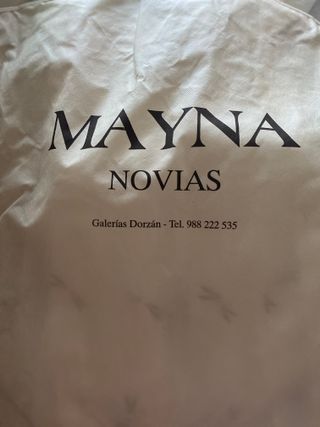 MAYNA
NOVIAS
Galerías Dorzán - Tel. 988 222 535